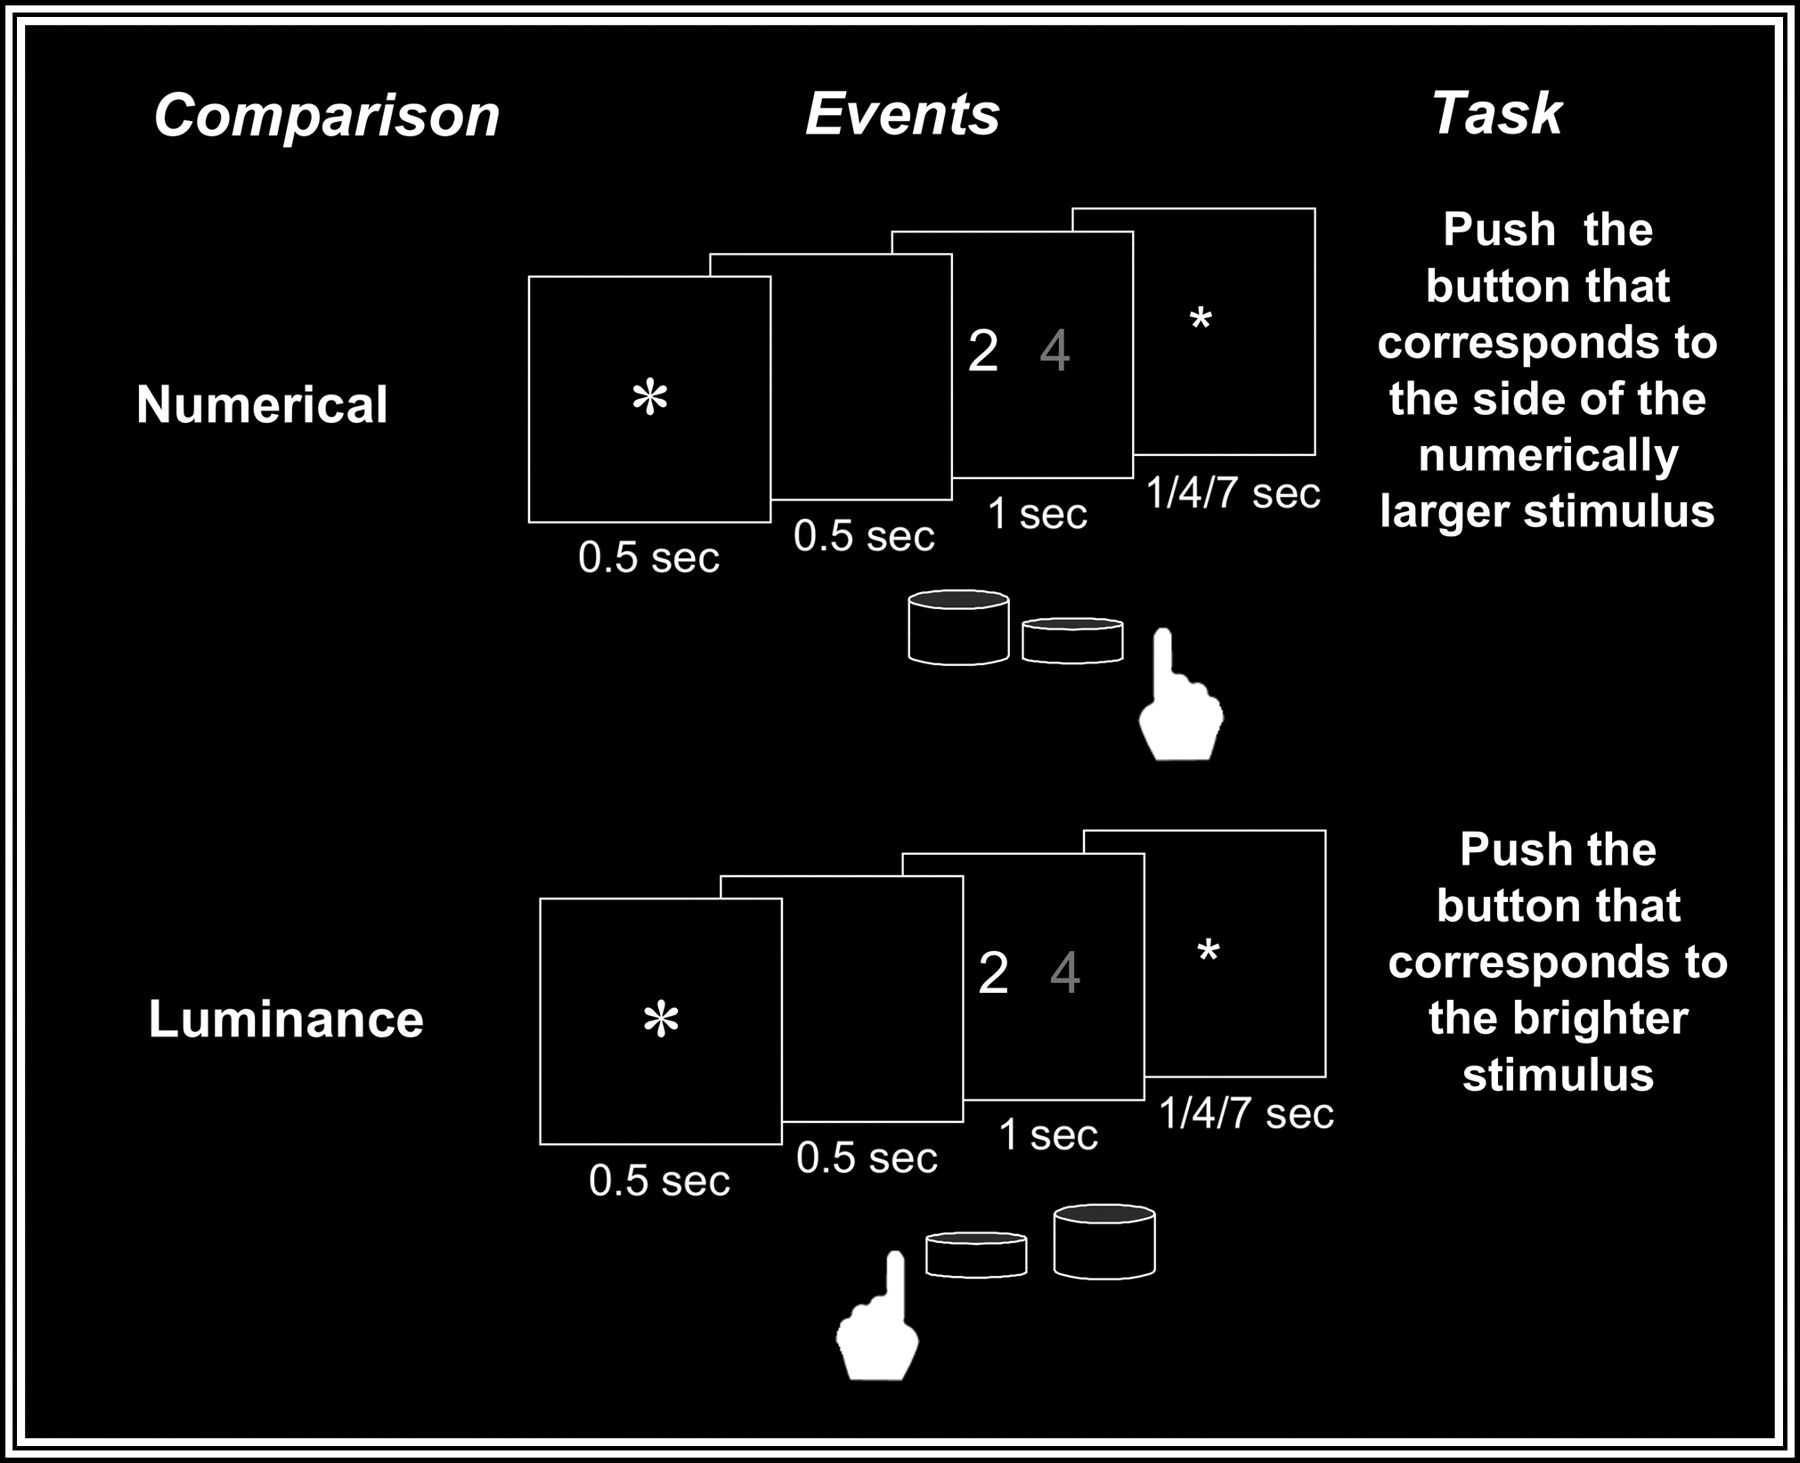 Comparison Events Task
Numerical
*
2 4
*
0.5 sec
0.5 sec
1 sec
1/4/7 sec
Push the
button that
corresponds to
the side of the
numerically
larger stimulus
Luminance
*
2 4
*
0.5 sec
0.5 sec
1 sec
1/4/7 sec
Push the
button that
corresponds to
the brighter
stimulus